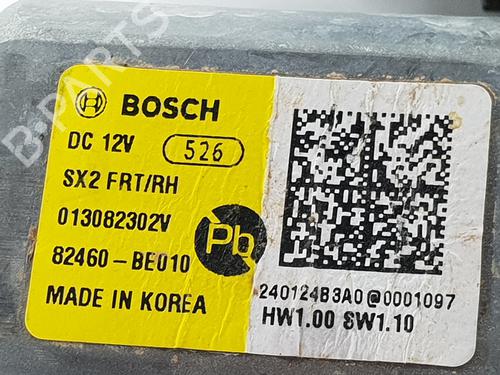 BOSCH
DC 12V 526
SX2 FRT/RH
013082302V
82460-BE010
Pb
MADE IN KOREA
240124B3A0@0001097
HW1.00 SW1.10
B-PARTS